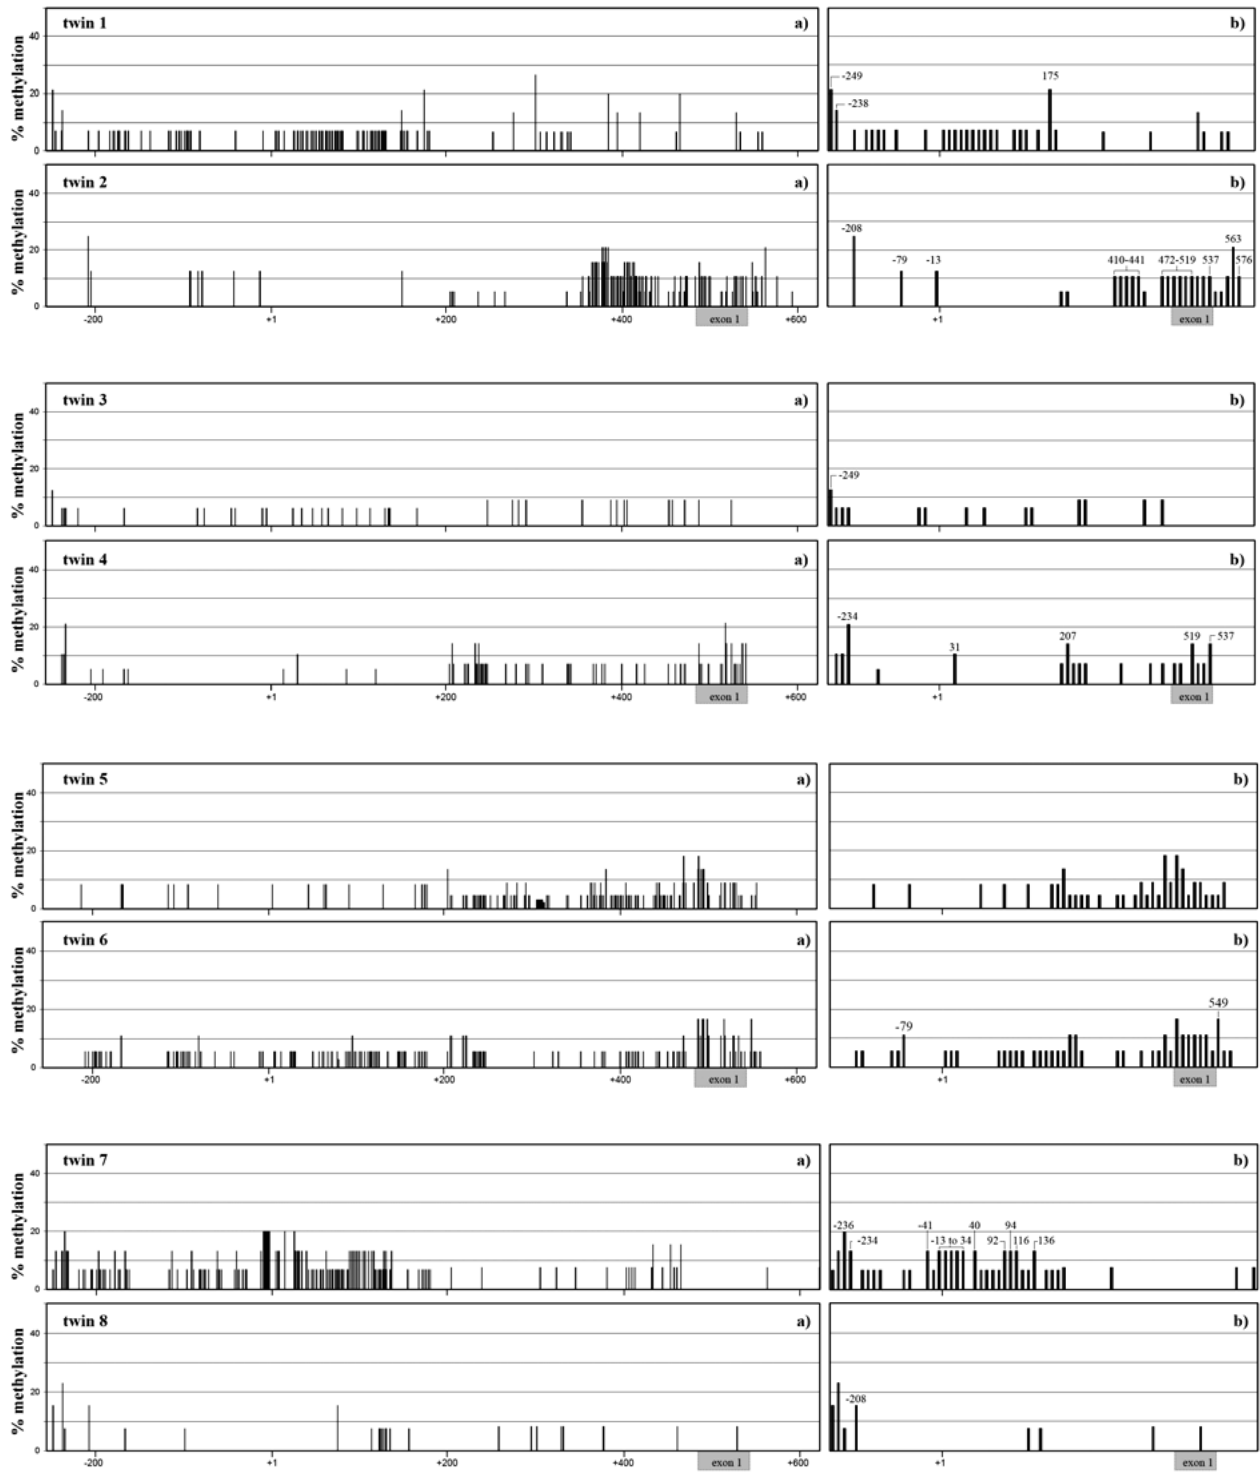 twin 1 a) b)
% methylation
40
20
0
-249
-238
175
twin 2 a) b)
% methylation
40
20
0
-208
-79
-13
410-441
472-519
537
563
576
-200 +1 +200 +400 +600 +1
exon 1 exon 1
twin 3 a) b)
% methylation
40
20
0
-249
twin 4 a) b)
% methylation
40
20
0
-234
31
207
519
537
-200 +1 +200 +400 +600 +1
exon 1 exon 1
twin 5 a) b)
% methylation
40
20
0
twin 6 a) b)
% methylation
40
20
0
-79
549
-200 +1 +200 +400 +600 +1
exon 1 exon 1
twin 7 a) b)
% methylation
40
20
0
-236
-234
-41
-13 to 34
40
92
94
116
136
twin 8 a) b)
% methylation
40
20
0
-208
-200 +1 +200 +400 +600 +1
exon 1 exon 1